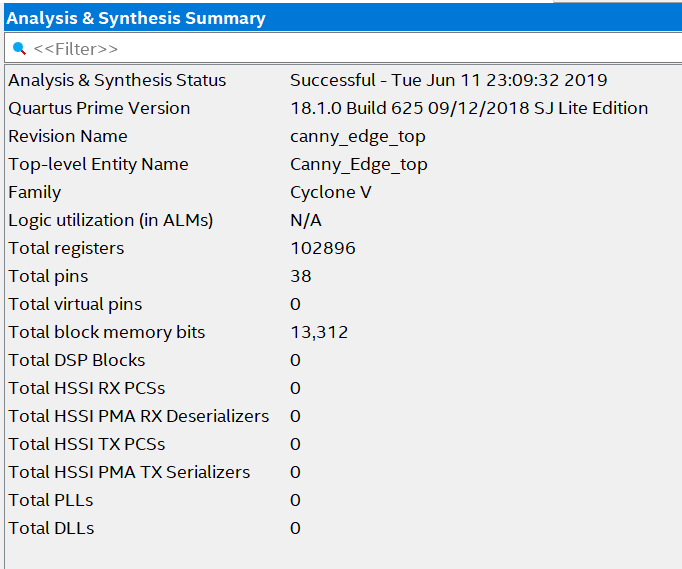 Analysis & Synthesis Summary
<<Filter>>
Analysis & Synthesis Status Successful - Tue Jun 11 23:09:32 2019
Quartus Prime Version 18.1.0 Build 625 09/12/2018 SJ Lite Edition
Revision Name canny_edge_top
Top-level Entity Name Canny_Edge_top
Family Cyclone V
Logic utilization (in ALMs) N/A
Total registers 102896
Total pins 38
Total virtual pins 0
Total block memory bits 13,312
Total DSP Blocks 0
Total HSSI RX PCSs 0
Total HSSI PMA RX Deserializers 0
Total HSSI TX PCSs 0
Total HSSI PMA TX Serializers 0
Total PLLs 0
Total DLLs 0